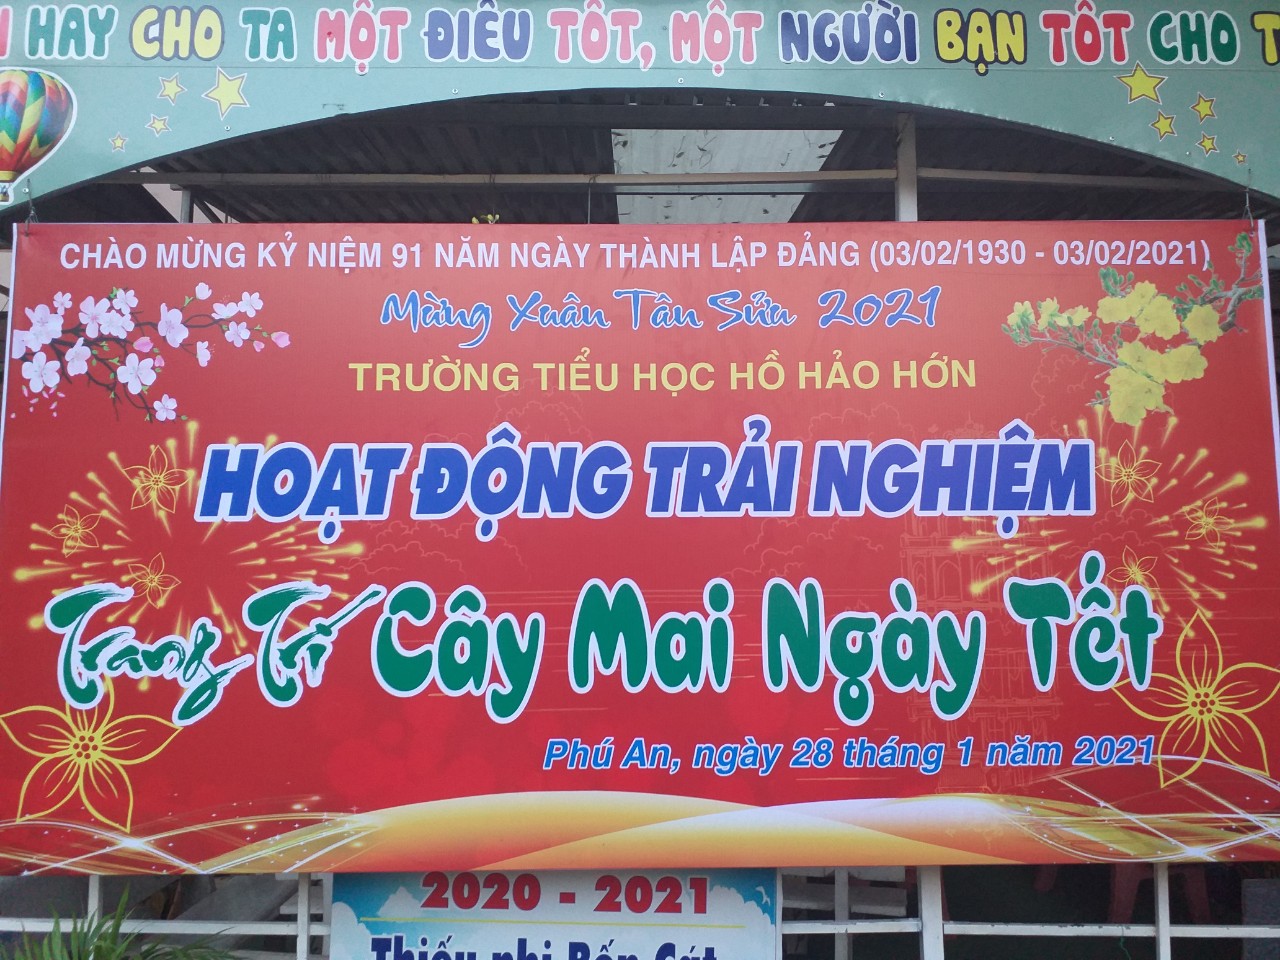 HAY CHO TA MỘT ĐIỀU TỐT, MỘT NGƯỜI BẠN TỐT CHO
CHÀO MỪNG KỶ NIỆM 91 NĂM NGÀY THÀNH LẬP ĐẢNG (03/02/1930 - 03/02/2021)
Mừng Xuân Tân Sửu 2021
TRƯỜNG TIỂU HỌC HỒ HẢO HỚN
HOẠT ĐỘNG TRẢI NGHIỆM
Trang Trí Cây Mai Ngày Tết
Phú An, ngày 28 tháng 1 năm 2021
2020 - 2021
Thiếu nhi Bến Cát